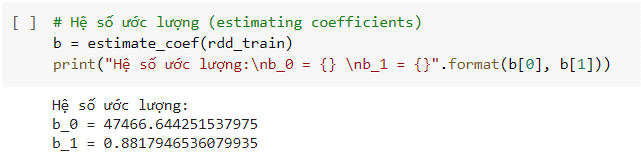 [ ] # Hệ số ước lượng (estimating coefficients)
b = estimate_coef(rdd_train)
print("Hệ số ước lượng:\nb_0 = {} \nb_1 = {}".format(b[0], b[1]))
Hệ số ước lượng:
b_0 = 47466.644251537975
b_1 = 0.8817946536079935